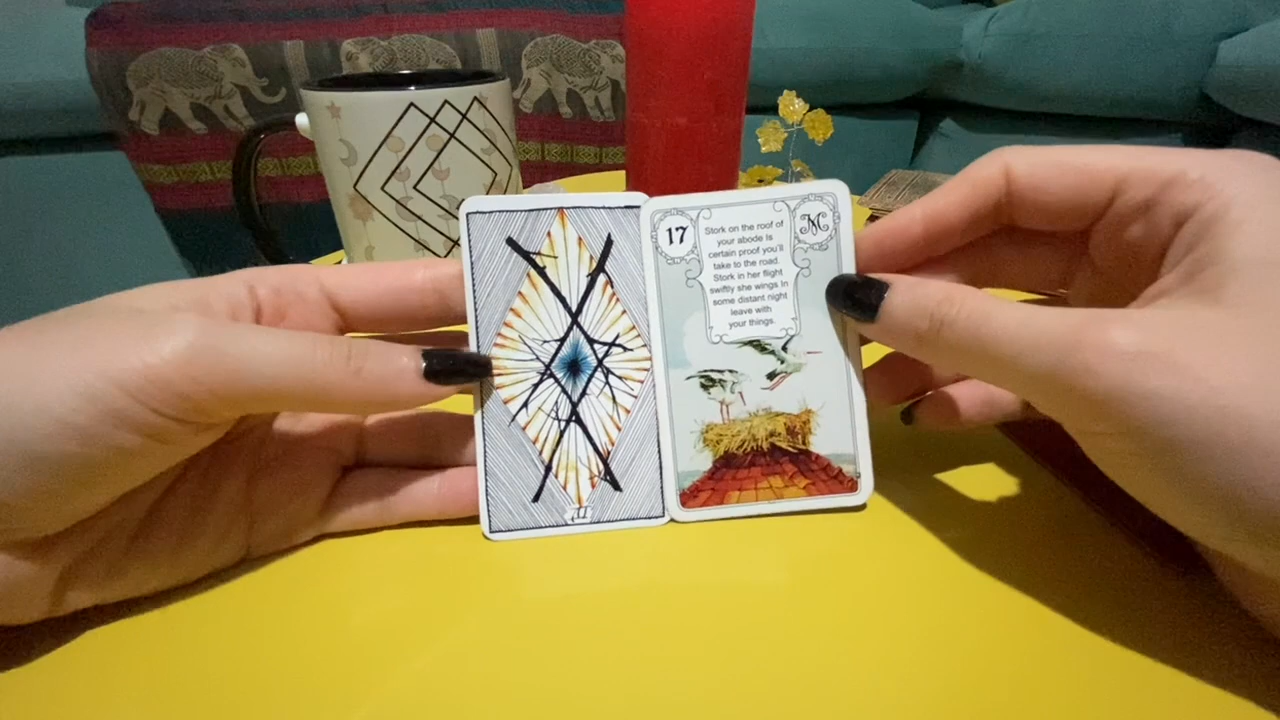 17
Stork on the roof of
your abode Is
certain proof you'll
take to the road.
Stork in her flight
swiftly she wings In
some distant night
leave with
your things.